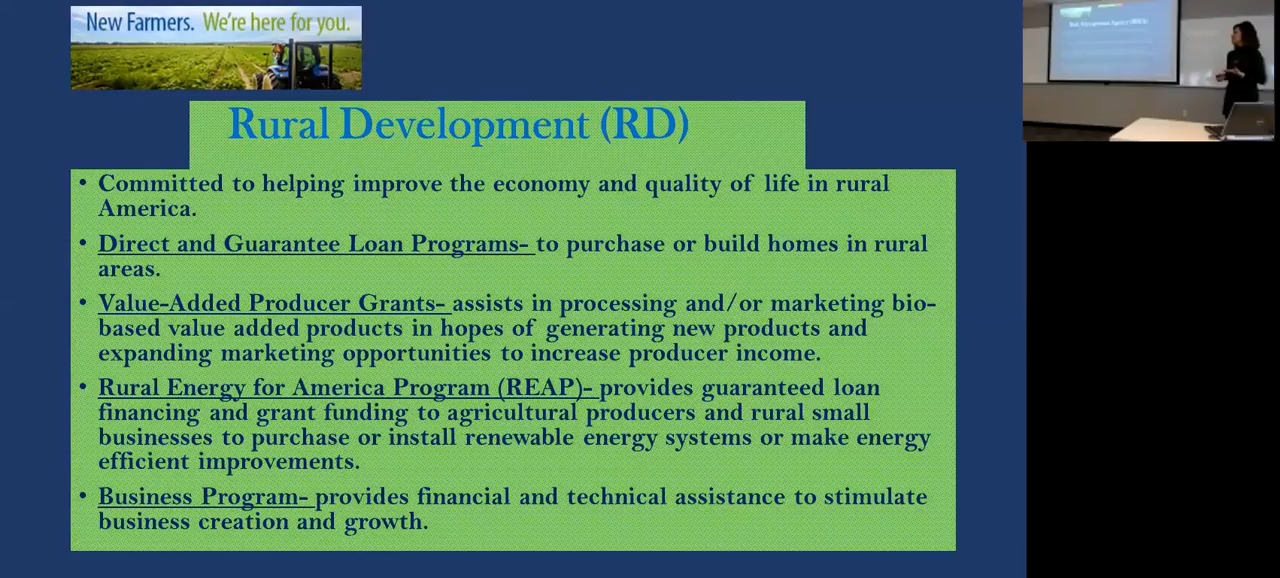 New Farmers. We're here for you.
Rural Development (RD)
• Committed to helping improve the economy and quality of life in rural
America.
• Direct and Guarantee Loan Programs- to purchase or build homes in rural
areas.
• Value-Added Producer Grants- assists in processing and/or marketing bio-
based value added products in hopes of generating new products and
expanding marketing opportunities to increase producer income.
• Rural Energy for America Program (REAP)- provides guaranteed loan
financing and grant funding to agricultural producers and rural small
businesses to purchase or install renewable energy systems or make energy
efficient improvements.
• Business Program- provides financial and technical assistance to stimulate
business creation and growth.